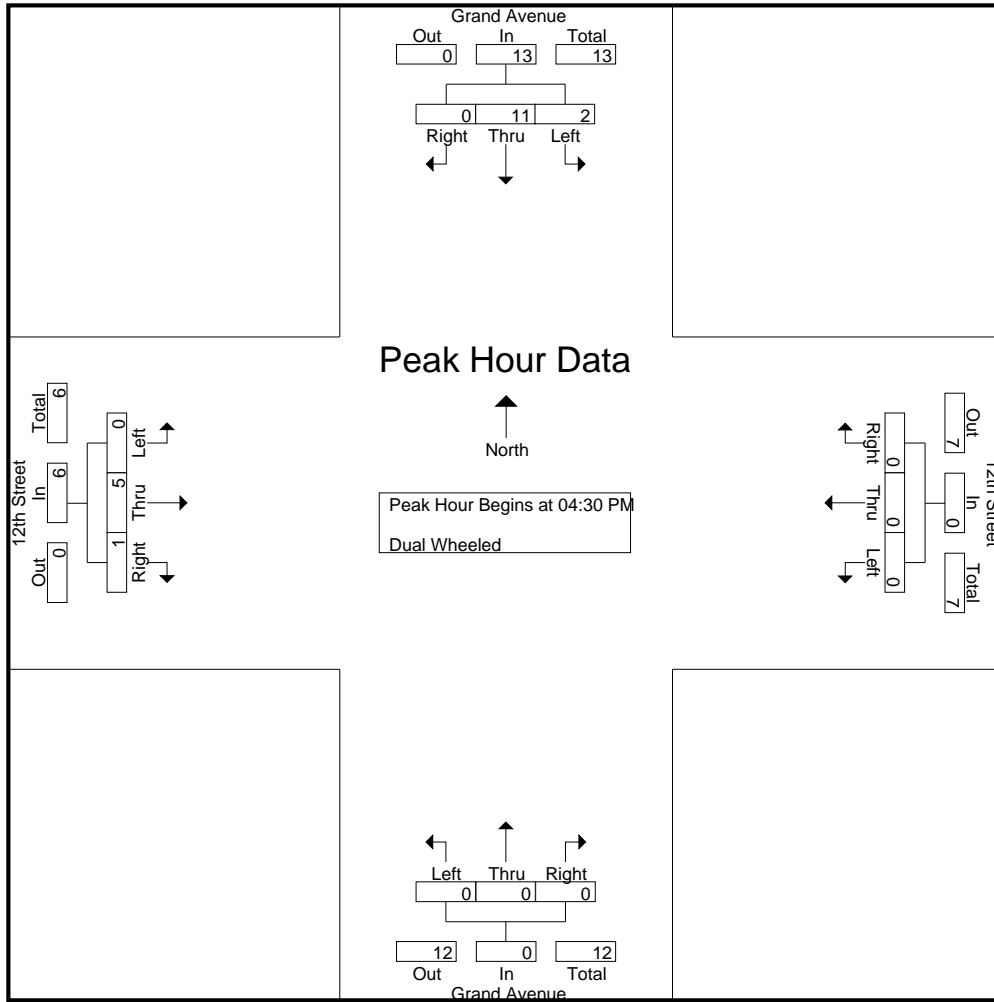 Grand Avenue
Out In Total
0 13 13
0 11 2
Right Thru Left
Peak Hour Data
North
Peak Hour Begins at 04:30 PM
Dual Wheeled
12th Street
Total In Out
6 6 0
0 5 1
Left Thru Right
12th Street
Out In Total
7 0 7
0 0 0
Right Thru Left
Left Thru Right
0 0 0
12 0 12
Out In Total
Grand Avenue